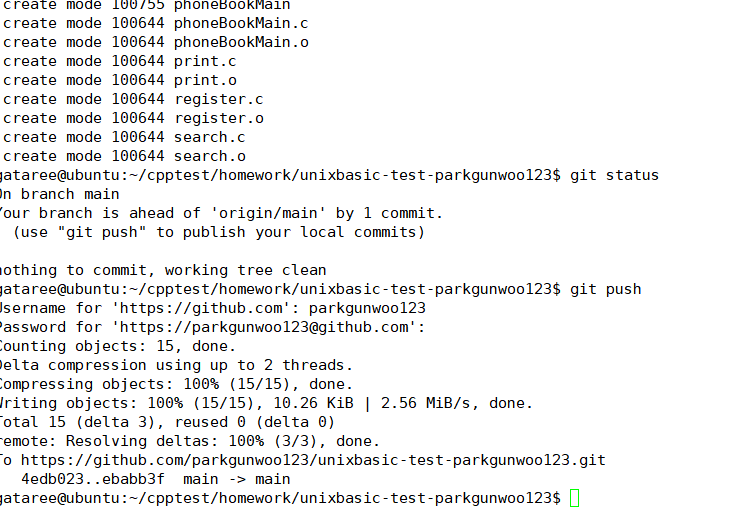 create mode 100755 phoneBookMain
create mode 100644 phoneBookMain.c
create mode 100644 phoneBookMain.o
create mode 100644 print.c
create mode 100644 print.o
create mode 100644 register.c
create mode 100644 register.o
create mode 100644 search.c
create mode 100644 search.o
gataree@ubuntu:~/cpptest/homework/unixbasic-test-parkgunwoo123$ git status
On branch main
Your branch is ahead of 'origin/main' by 1 commit.
(use "git push" to publish your local commits)
nothing to commit, working tree clean
gataree@ubuntu:~/cpptest/homework/unixbasic-test-parkgunwoo123$ git push
Username for 'https://github.com': parkgunwoo123
Password for 'https://parkgunwoo123@github.com':
Counting objects: 15, done.
Delta compression using up to 2 threads.
Compressing objects: 100% (15/15), done.
Writing objects: 100% (15/15), 10.26 KiB | 2.56 MiB/s, done.
Total 15 (delta 3), reused 0 (delta 0)
remote: Resolving deltas: 100% (3/3), done.
To https://github.com/parkgunwoo123/unixbasic-test-parkgunwoo123.git
4edb023..ebabb3f  main -> main
gataree@ubuntu:~/cpptest/homework/unixbasic-test-parkgunwoo123$